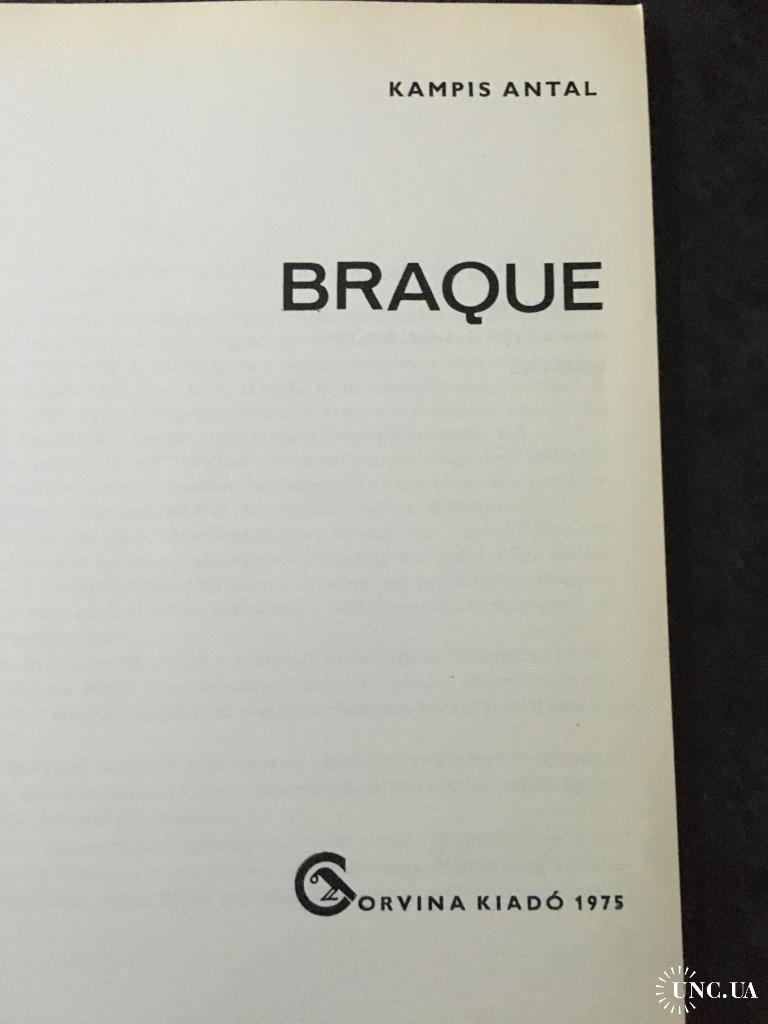 KAMPIS ANTAL
BRAQUE
CORVINA KIADÓ 1975
UNC.UA